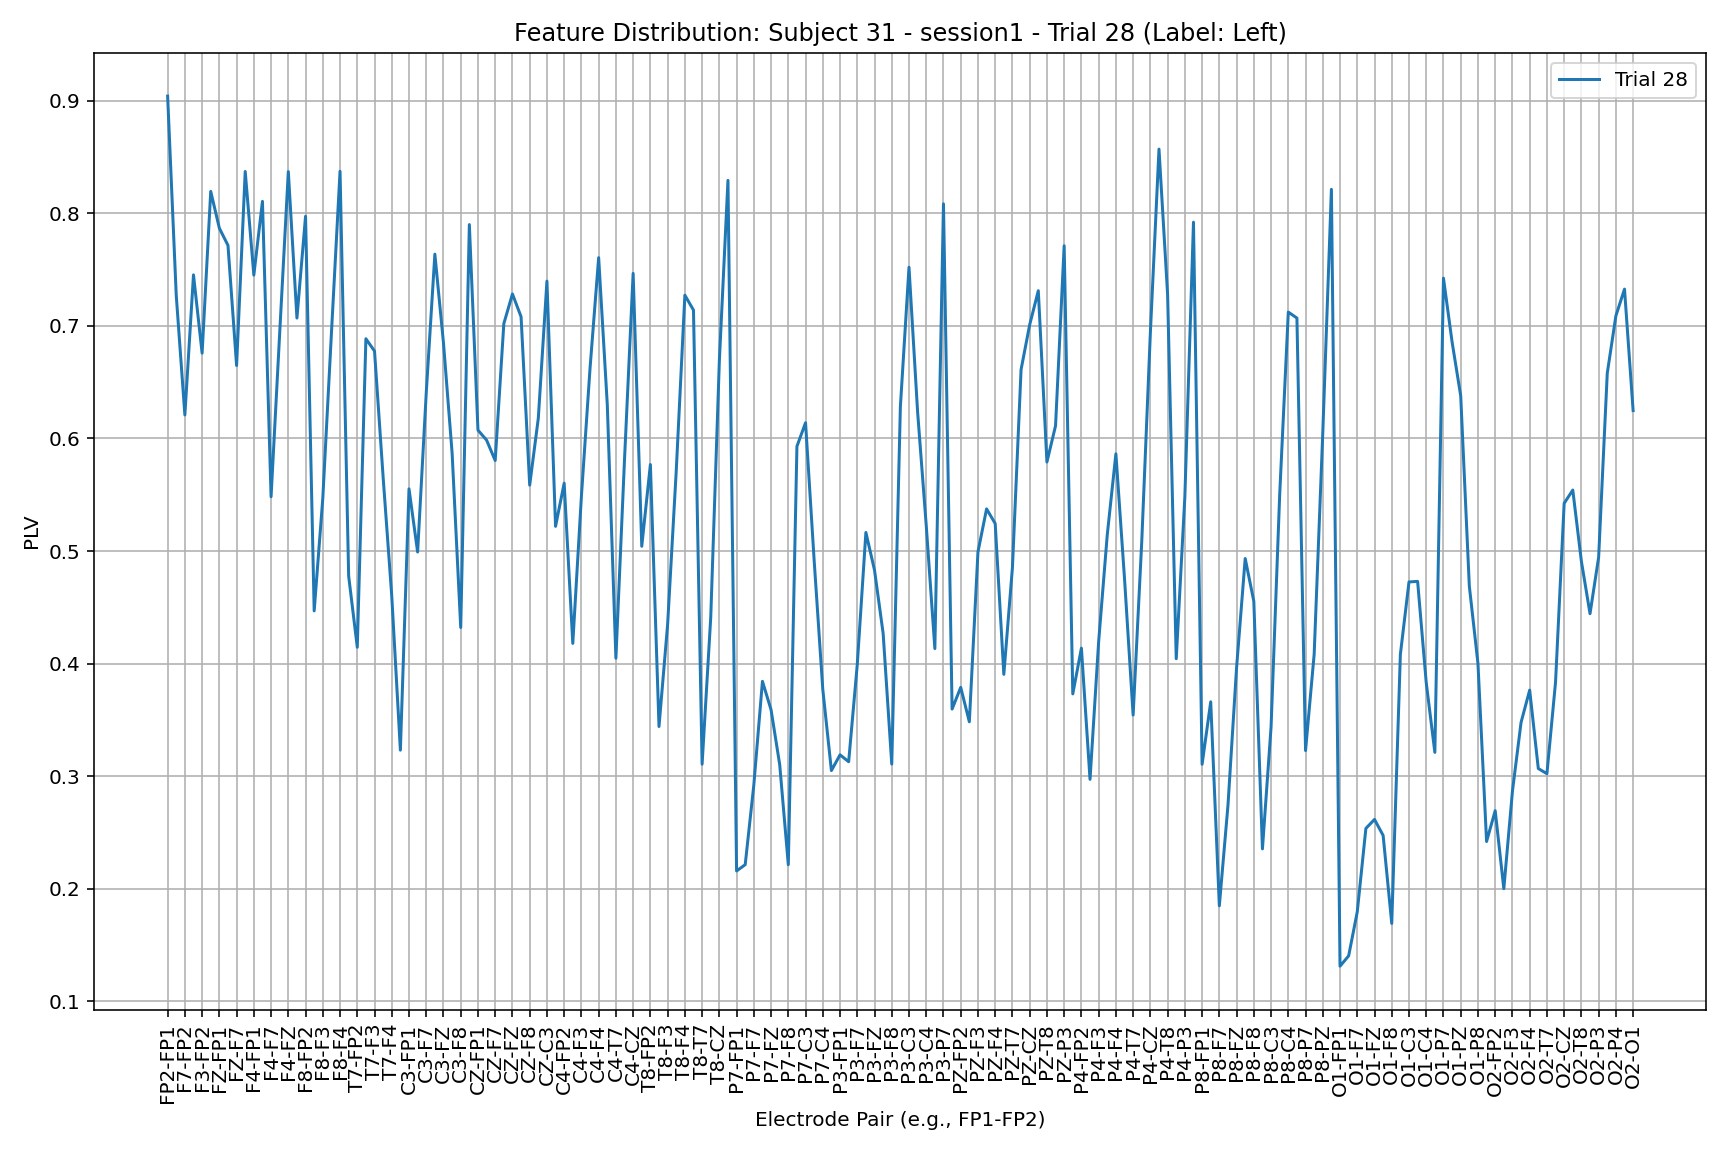 Feature Distribution: Subject 31 - session1 - Trial 28 (Label: Left)
Trial 28
PLV
0.9
0.8
0.7
0.6
0.5
0.4
0.3
0.2
0.1
FP2-FP1
F7-FP2
F3-FP2
FZ-FP1
FZ-F7
F4-FP1
F4-F7
F4-FZ
F8-FP2
F8-F3
F8-F4
T7-FP2
T7-F3
T7-F4
C3-FP1
C3-F7
C3-FZ
C3-F8
CZ-FP1
CZ-F7
CZ-FZ
CZ-F8
CZ-C3
C4-FP2
C4-F3
C4-F4
C4-T7
C4-CZ
T8-FP2
T8-F3
T8-F4
T8-T7
T8-CZ
P7-FP1
P7-F7
P7-FZ
P7-F8
P7-C3
P7-C4
P3-FP1
P3-F7
P3-FZ
P3-F8
P3-C3
P3-C4
P3-P7
PZ-FP2
PZ-F3
PZ-F4
PZ-T7
PZ-CZ
PZ-T8
PZ-P3
P4-FP2
P4-F3
P4-F4
P4-T7
P4-CZ
P4-T8
P4-P3
P8-FP1
P8-F7
P8-FZ
P8-F8
P8-C3
P8-C4
P8-P7
P8-PZ
O1-FP1
O1-F7
O1-FZ
O1-F8
O1-C3
O1-C4
O1-P7
O1-PZ
O1-P8
O2-FP2
O2-F3
O2-F4
O2-T7
O2-CZ
O2-T8
O2-P3
O2-P4
O2-O1
Electrode Pair (e.g., FP1-FP2)